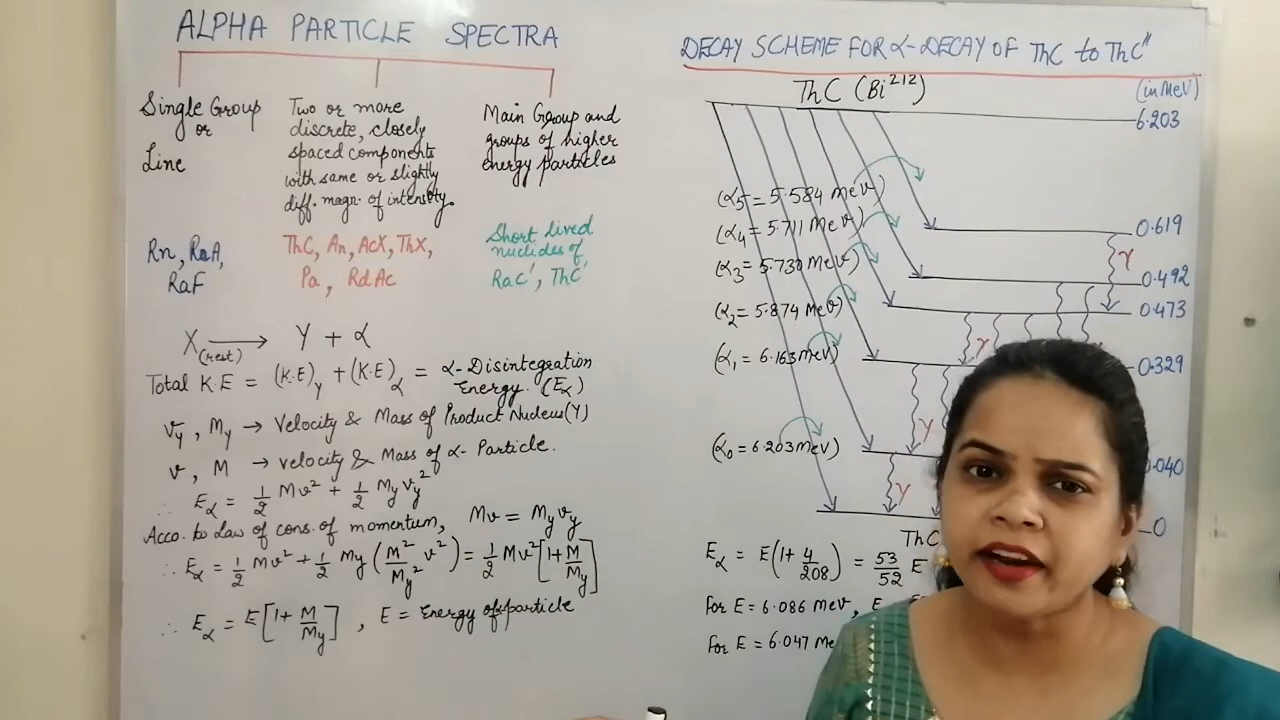 ALPHA PARTICLE SPECTRA
Single Group
or
Line
Two or more
discrete, closely
spaced components
with same or slightly
diff. magn. of intensity.
Main Group and
groups of higher
energy particles
Rn, RaA,
RaF
ThC, An, AcX, ThX,
Pa, RdAc
Short lived
nuclides of
RaC', ThC'
X(rest) ⟶ Y + α
Total K.E = (K.E)y + (K.E)α = α-Disintegration
Energy. (Eα)
vy, My → Velocity & Mass of Product Nucleus(Y)
v, M → velocity & Mass of α-Particle.
∴ Eα = 1/2 Mv² + 1/2 My vy²
Acco. to Law of cons. of momentum, Mv = My vy
∴ Eα = 1/2 Mv² + 1/2 My (M²/My² v²) = 1/2 Mv² [1 + M/My]
∴ Eα = E[1 + M/My], E = Energy of particle
DECAY SCHEME FOR α-DECAY OF ThC to ThC"
ThC (Bi²¹²)
(in MeV)
6.203
(α5 = 5.584 MeV)
(α4 = 5.711 MeV)
(α3 = 5.730 MeV)
(α2 = 5.874 MeV)
(α1 = 6.163 MeV)
(α0 = 6.203 MeV)
0.619
γ
0.492
0.473
γ
0.329
γ
.040
γ
0
ThC
Eα = E(1 + 4/208) = 53/52 E
For E = 6.086 MeV, E
For E = 6.047 Me